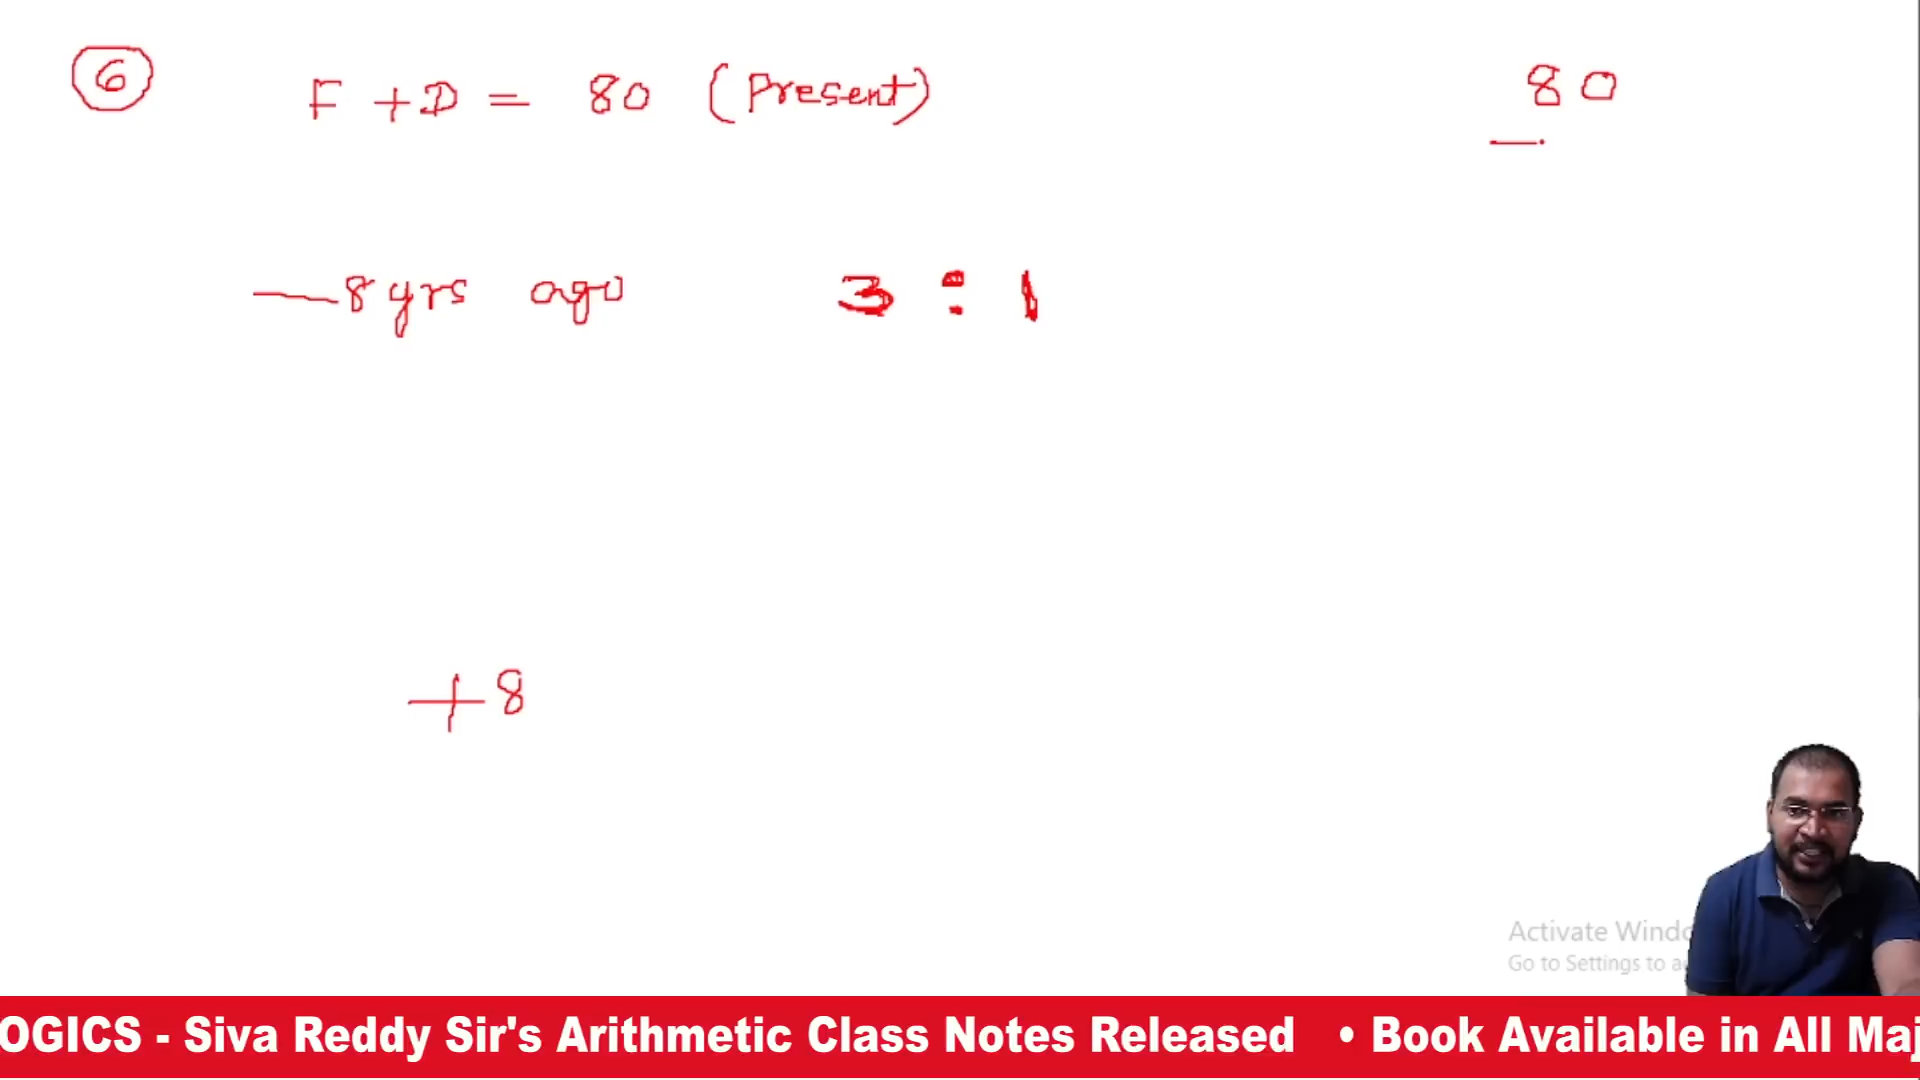 6 F + D = 80 (Present) 80
— 8 yrs ago 3 : 1
+ 8
Activate Windo
Go to Settings to a
OGICS - Siva Reddy Sir's Arithmetic Class Notes Released • Book Available in All Maj